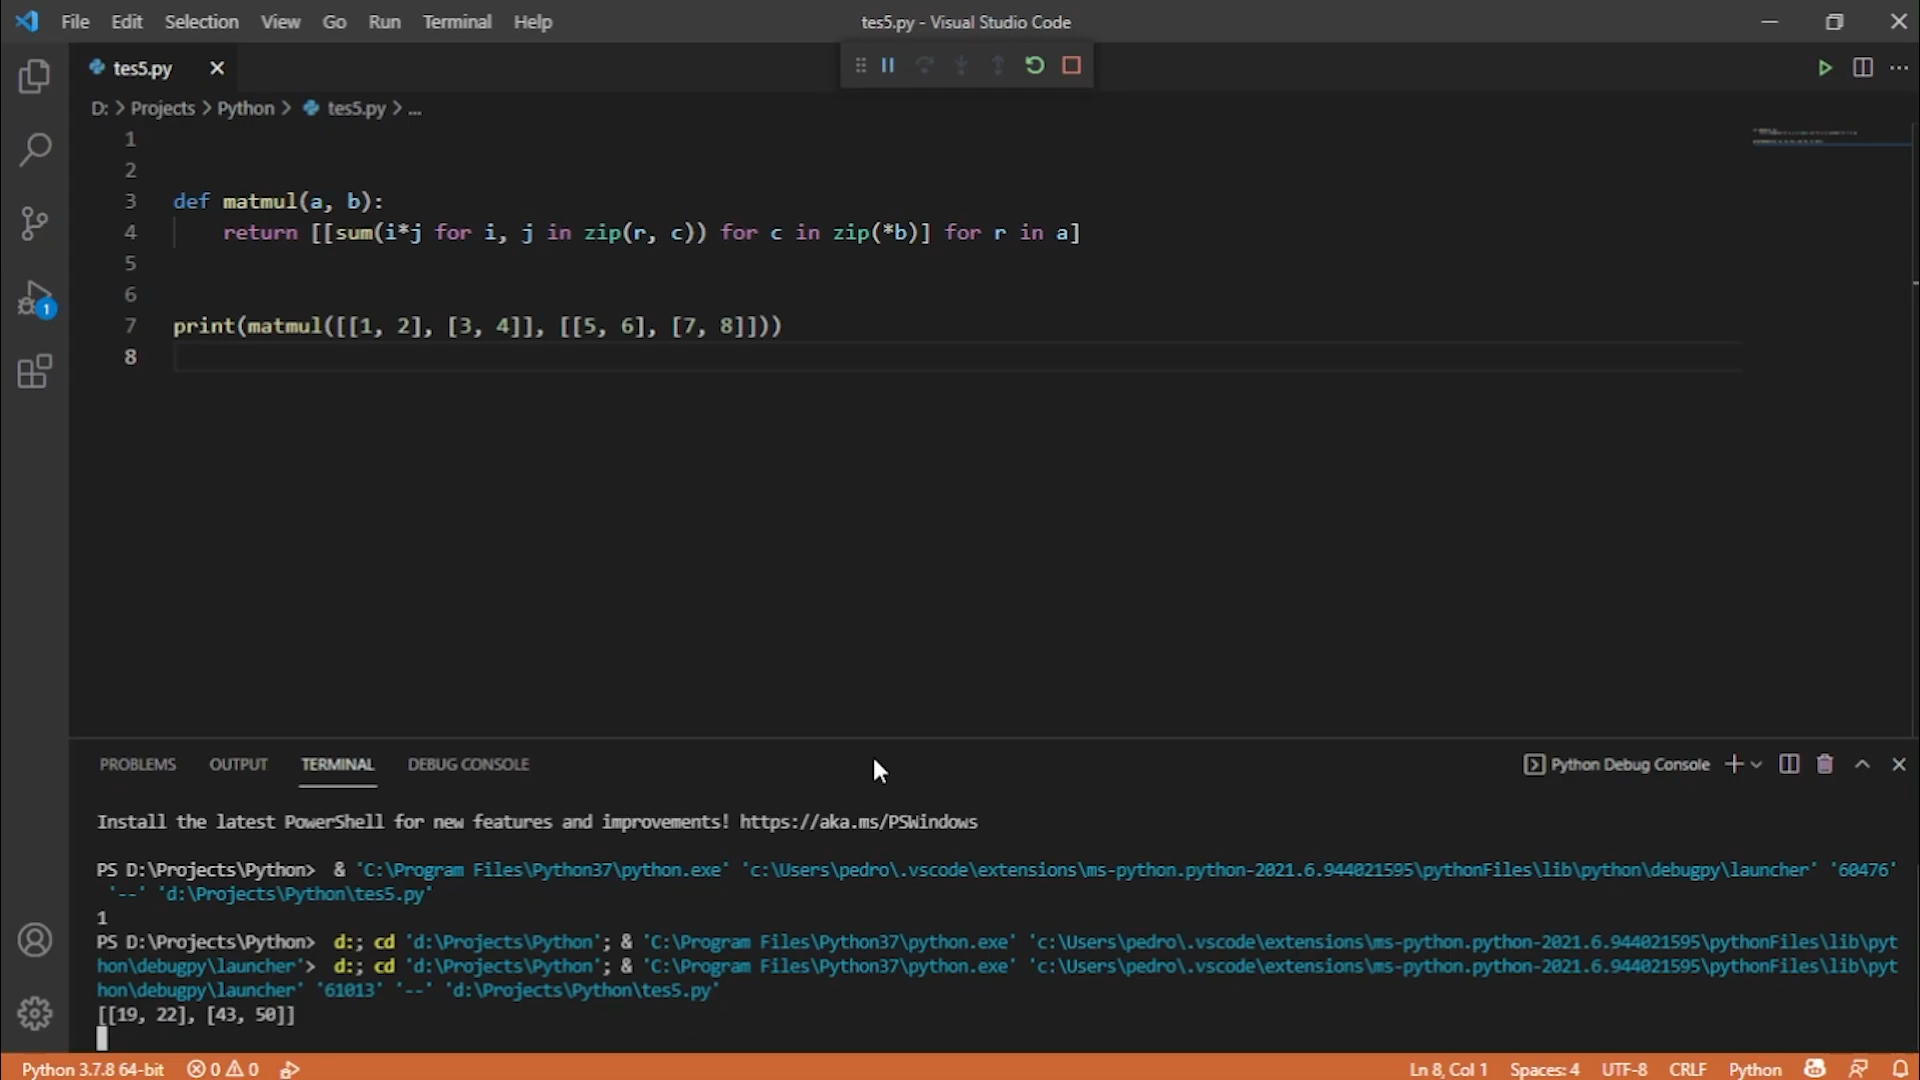 File Edit Selection View Go Run Terminal Help tes5.py - Visual Studio Code
tes5.py
D: > Projects > Python > tes5.py > ...
1
2
3 def matmul(a, b):
4 return [[sum(i*j for i, j in zip(r, c)) for c in zip(*b)] for r in a]
5
6
7 print(matmul([[1, 2], [3, 4]], [[5, 6], [7, 8]]))
8
1
PROBLEMS OUTPUT TERMINAL DEBUG CONSOLE Python Debug Console
Install the latest PowerShell for new features and improvements! https://aka.ms/PSWindows
PS D:\Projects\Python> & 'C:\Program Files\Python37\python.exe' 'c:\Users\pedro\.vscode\extensions\ms-python.python-2021.6.944021595\pythonFiles\lib\python\debugpy\launcher' '60476'
'--' 'd:\Projects\Python\tes5.py'
1
PS D:\Projects\Python> d:; cd 'd:\Projects\Python'; & 'C:\Program Files\Python37\python.exe' 'c:\Users\pedro\.vscode\extensions\ms-python.python-2021.6.944021595\pythonFiles\lib\pyt
hon\debugpy\launcher'> d:; cd 'd:\Projects\Python'; & 'C:\Program Files\Python37\python.exe' 'c:\Users\pedro\.vscode\extensions\ms-python.python-2021.6.944021595\pythonFiles\lib\pyt
hon\debugpy\launcher' '61013' '--' 'd:\Projects\Python\tes5.py'
[[19, 22], [43, 50]]
Python 3.7.8 64-bit 0 0 Ln 8, Col 1 Spaces: 4 UTF-8 CRLF Python